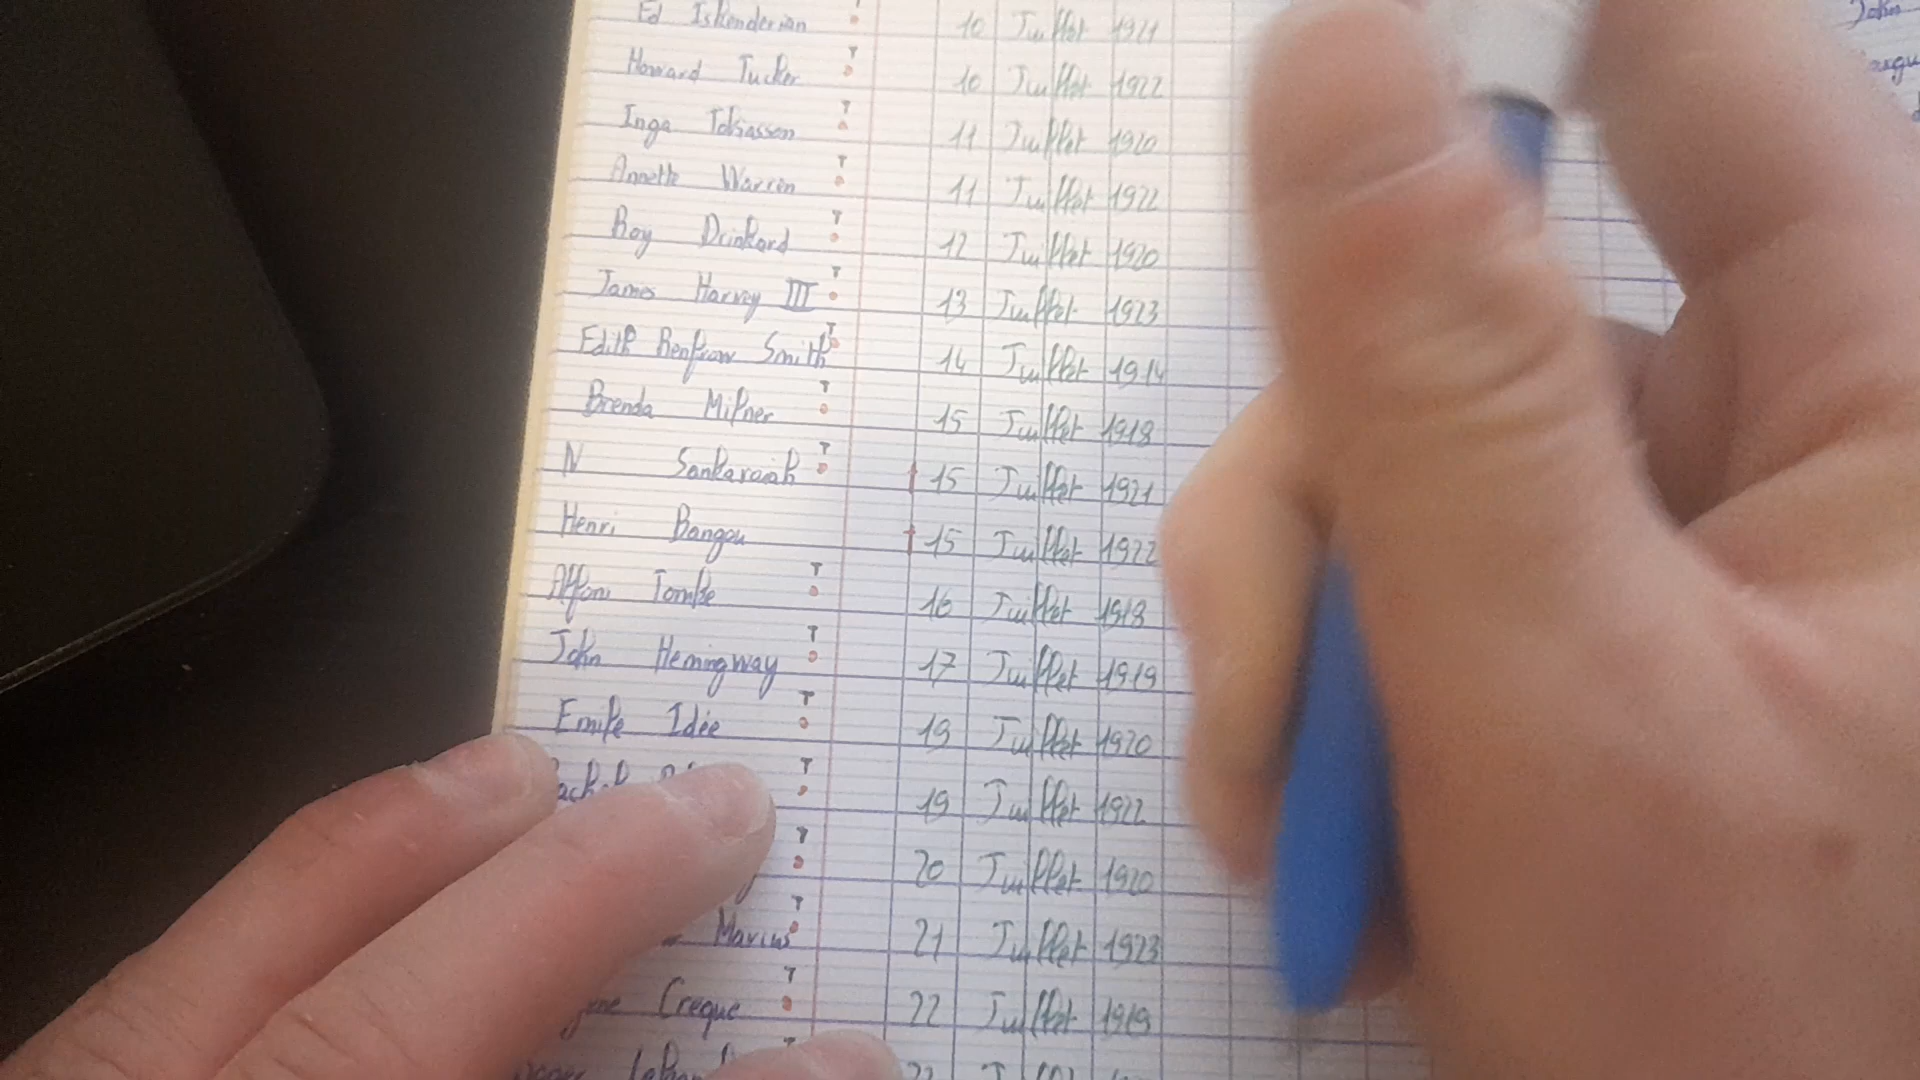 Ed Iskenderian 10 Juillet 1921 John
Howard Tucker T 10 Juillet 1922
Inga Tobiasson T 11 Juillet 1920
Annette Warren T 11 Juillet 1922
Roy Drinkard T 12 Juillet 1920
James Harvey III T 13 Juillet 1923
Edith Renfrow Smith T 14 Juillet 1914
Brenda Milner T 15 Juillet 1918
N Sankaraiah T † 15 Juillet 1921
Henri Bangou † 15 Juillet 1922
Tomke T 16 Juillet 1918
John Hemingway T 17 Juillet 1919
Emile Idée T 19 Juillet 1920
T 19 Juillet 1922
T 20 Juillet 1920
Marius T 21 Juillet 1923
Creque T 22 Juillet 1919